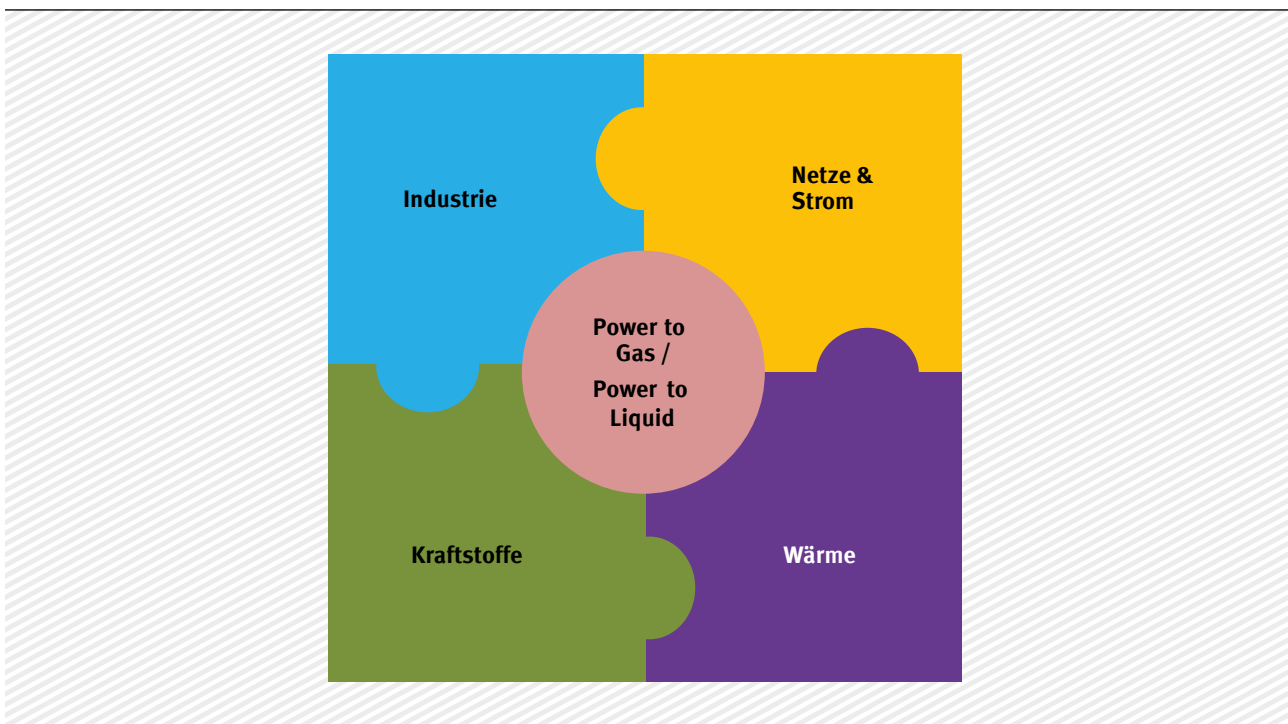 Industrie
Netze &
Strom
Power to
Gas /
Power to
Liquid
Kraftstoffe
Wärme